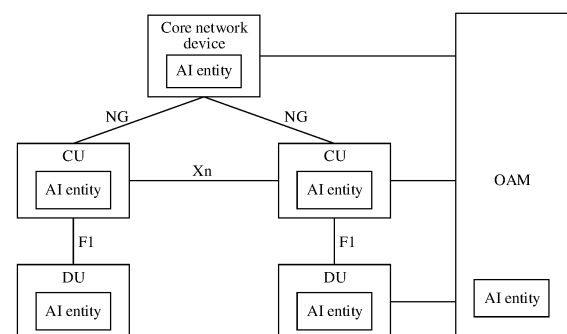 Core network
device
AI entity
NG
NG
CU
AI entity
Xn
CU
AI entity
OAM
F1
F1
DU
AI entity
DU
AI entity
AI entity